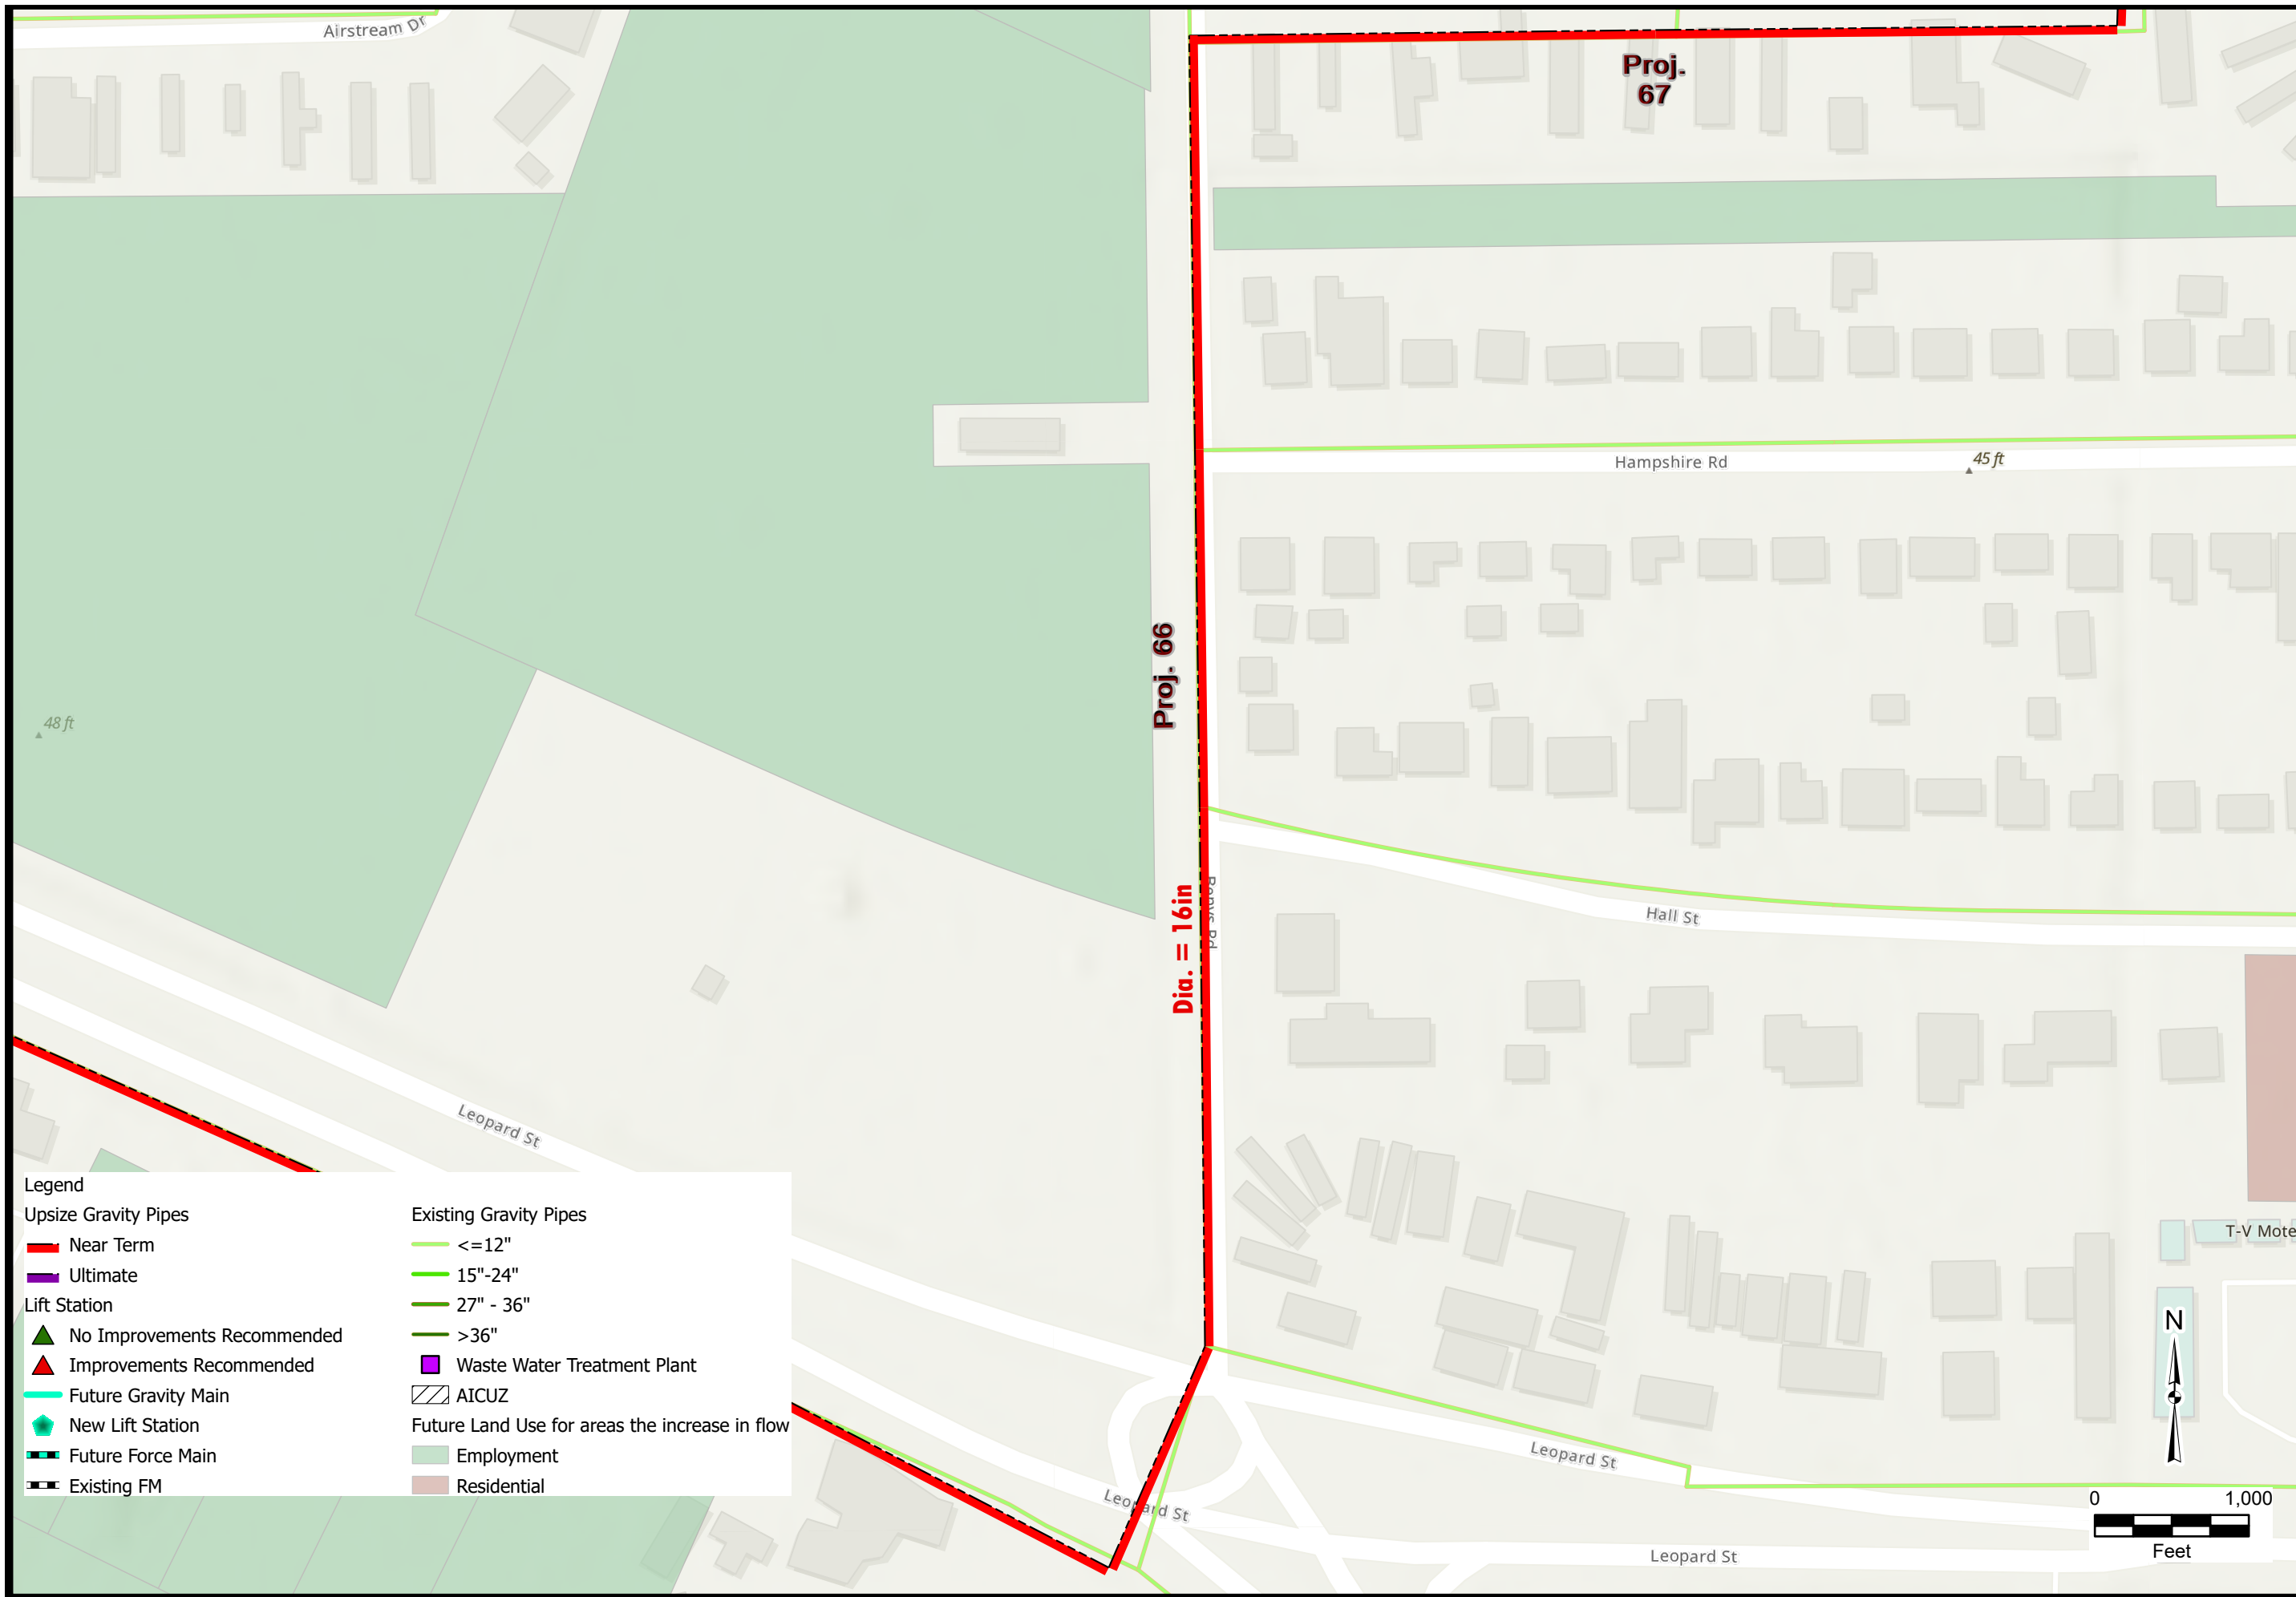 Airstream Dr
Proj.
67
Hampshire Rd
45 ft
Proj. 66
48 ft
Dia. = 16in
Hall St
Leopard St
T-V Mote
Legend
Upsize Gravity Pipes
Near Term
Ultimate
Lift Station
No Improvements Recommended
Improvements Recommended
Future Gravity Main
New Lift Station
Future Force Main
Existing FM
Existing Gravity Pipes
<=12"
15"-24"
27" - 36"
>36"
Waste Water Treatment Plant
AICUZ
Future Land Use for areas the increase in flow
Employment
Residential
N
Leopard St
Leopard St
0 1,000
Feet
Leopard St